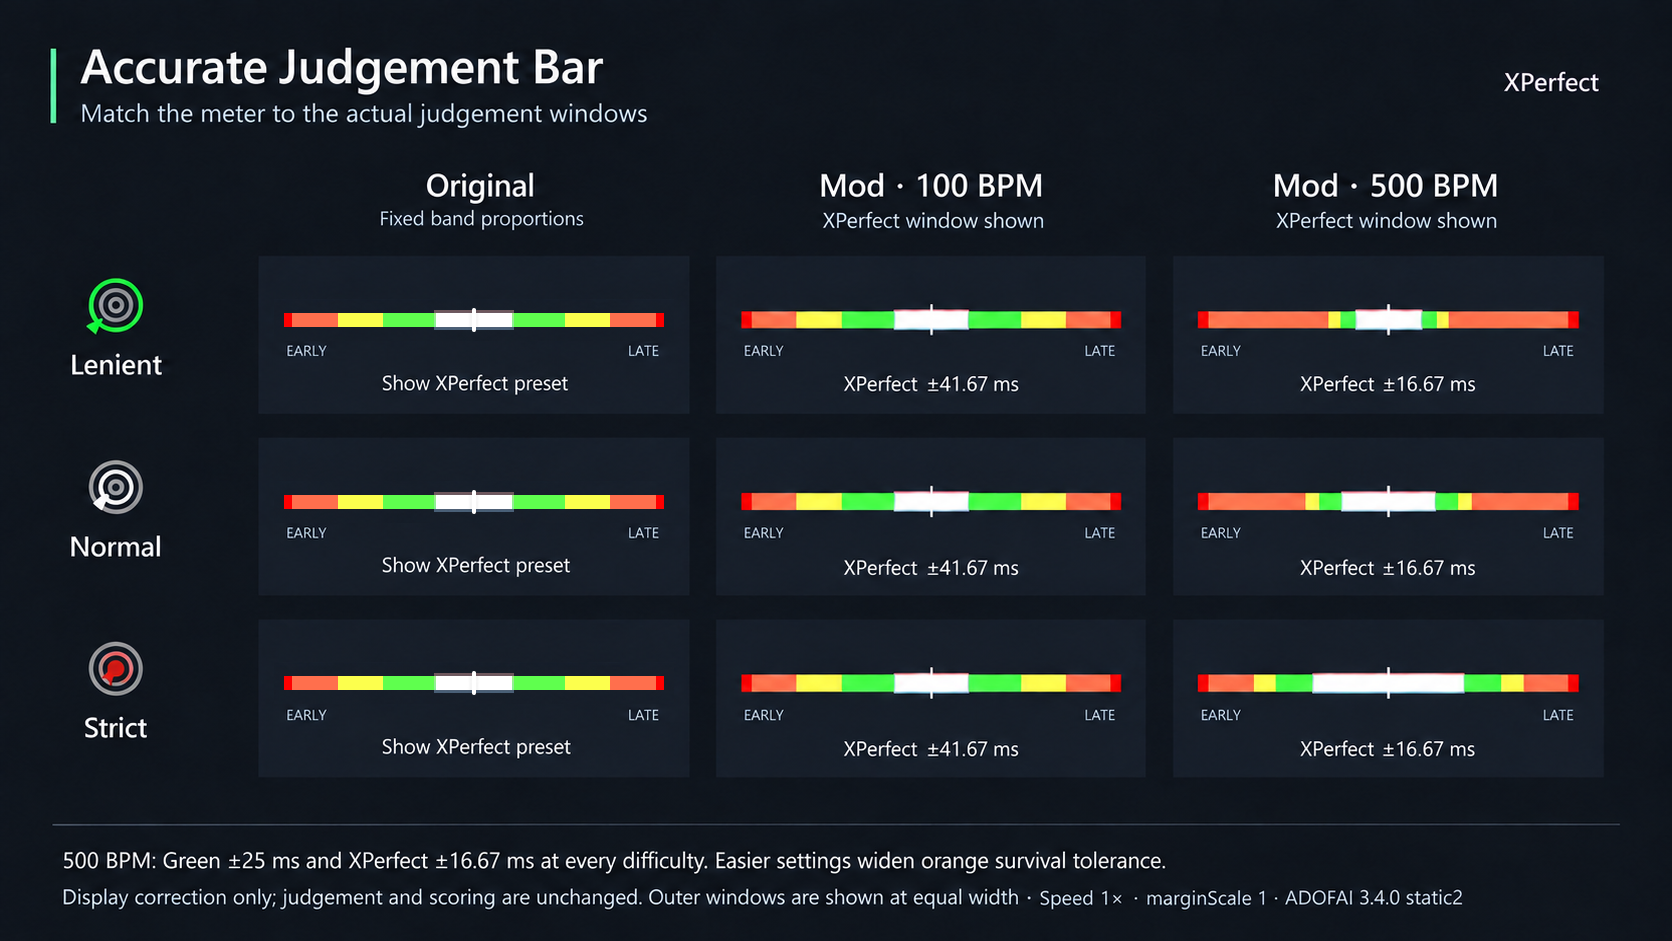 Accurate Judgement Bar
Match the meter to the actual judgement windows
XPerfect
Original
Fixed band proportions
Mod · 100 BPM
XPerfect window shown
Mod · 500 BPM
XPerfect window shown
Lenient
EARLY
LATE
Show XPerfect preset
EARLY
LATE
XPerfect ±41.67 ms
EARLY
LATE
XPerfect ±16.67 ms
Normal
EARLY
LATE
Show XPerfect preset
EARLY
LATE
XPerfect ±41.67 ms
EARLY
LATE
XPerfect ±16.67 ms
Strict
EARLY
LATE
Show XPerfect preset
EARLY
LATE
XPerfect ±41.67 ms
EARLY
LATE
XPerfect ±16.67 ms
500 BPM: Green ±25 ms and XPerfect ±16.67 ms at every difficulty. Easier settings widen orange survival tolerance.
Display correction only; judgement and scoring are unchanged. Outer windows are shown at equal width · Speed 1× · marginScale 1 · ADOFAI 3.4.0 static2